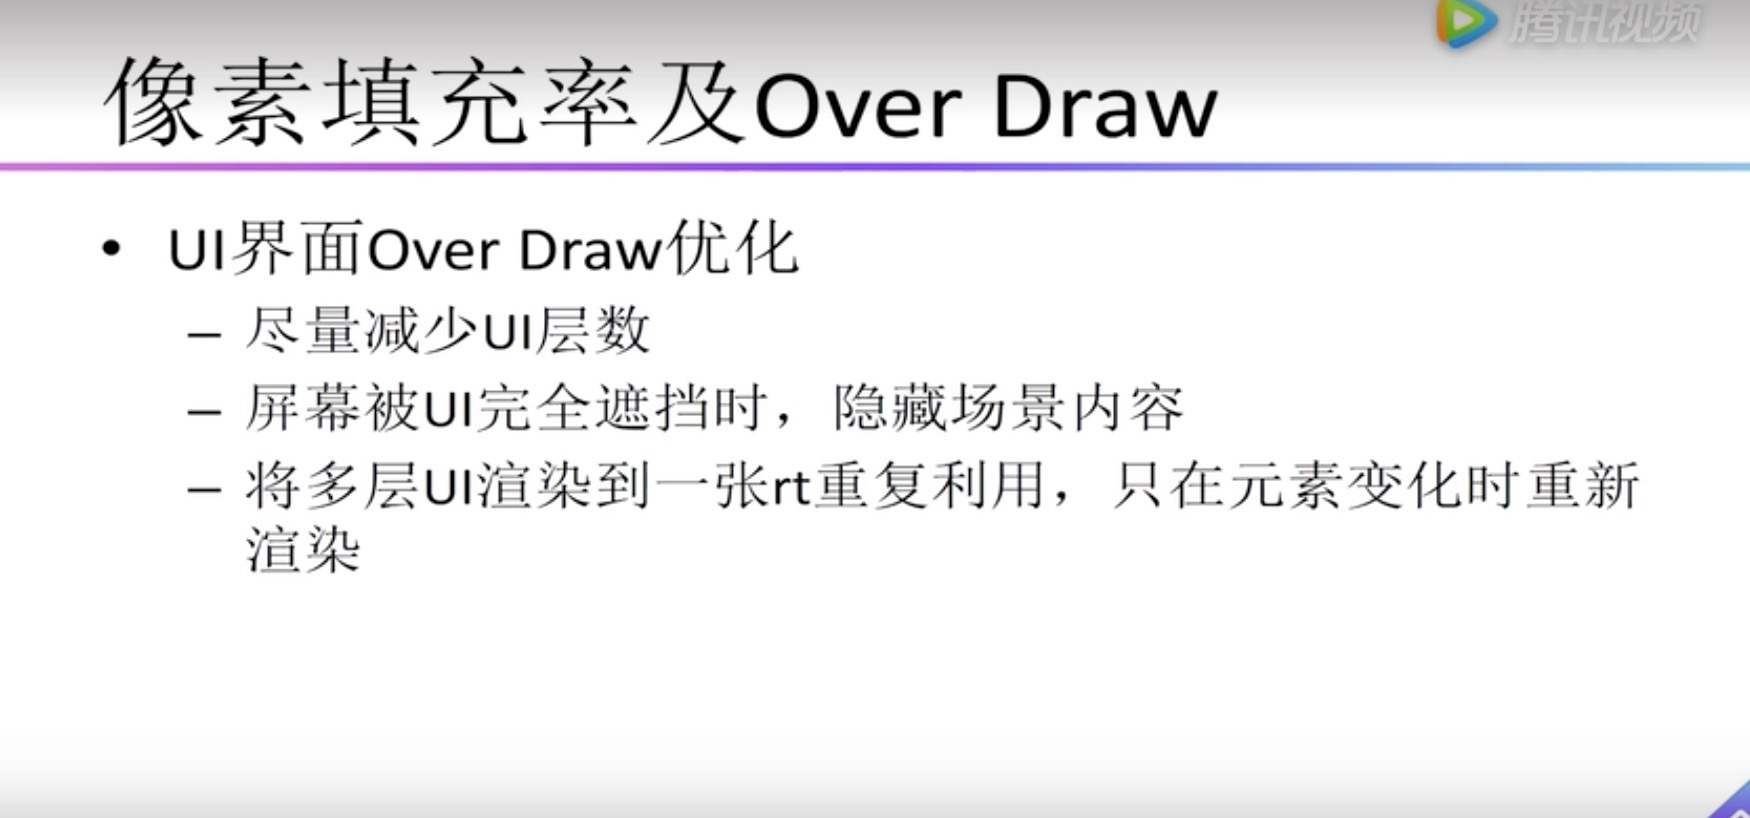 腾讯视频
像素填充率及Over Draw
• UI界面Over Draw优化
– 尽量减少UI层数
– 屏幕被UI完全遮挡时，隐藏场景内容
– 将多层UI渲染到一张rt重复利用，只在元素变化时重新
渲染